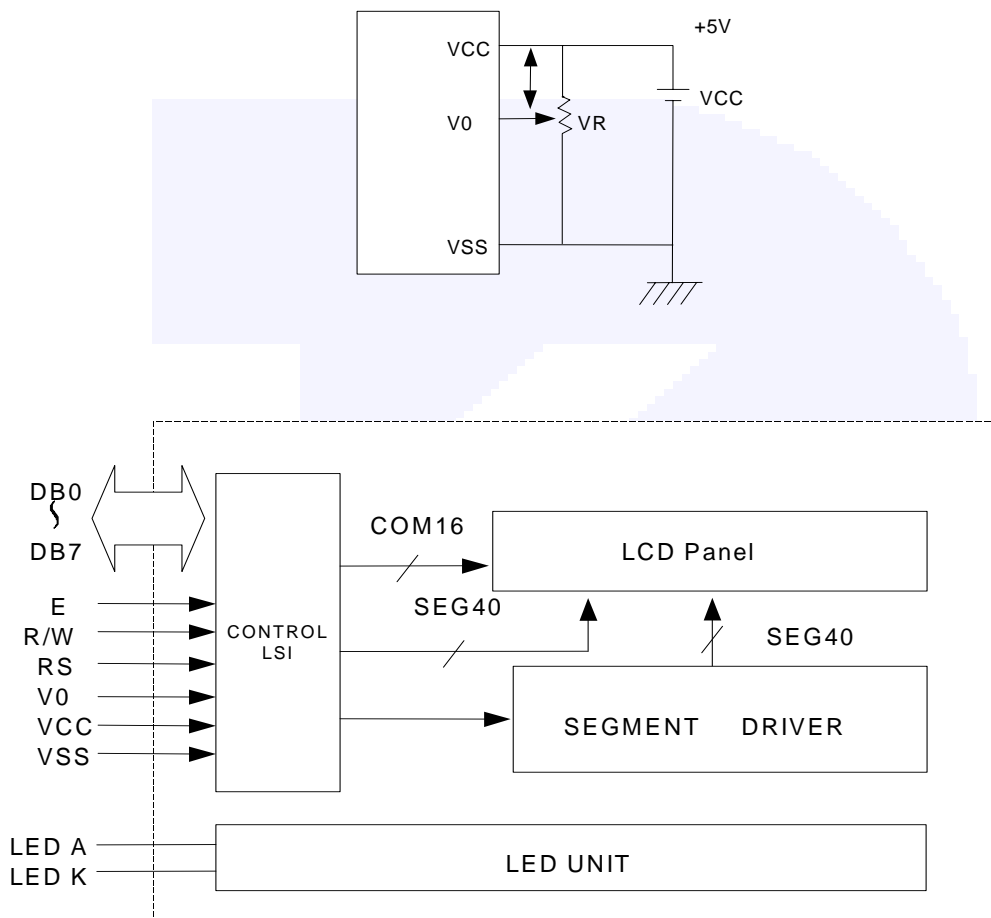 +5V
VCC
VCC
V0
VR
VSS
DB0
DB7
COM16
LCD Panel
SEG40
E
R/W
CONTROL
LSI
SEG40
RS
V0
VCC
SEGMENT DRIVER
VSS
LED A
LED UNIT
LED K